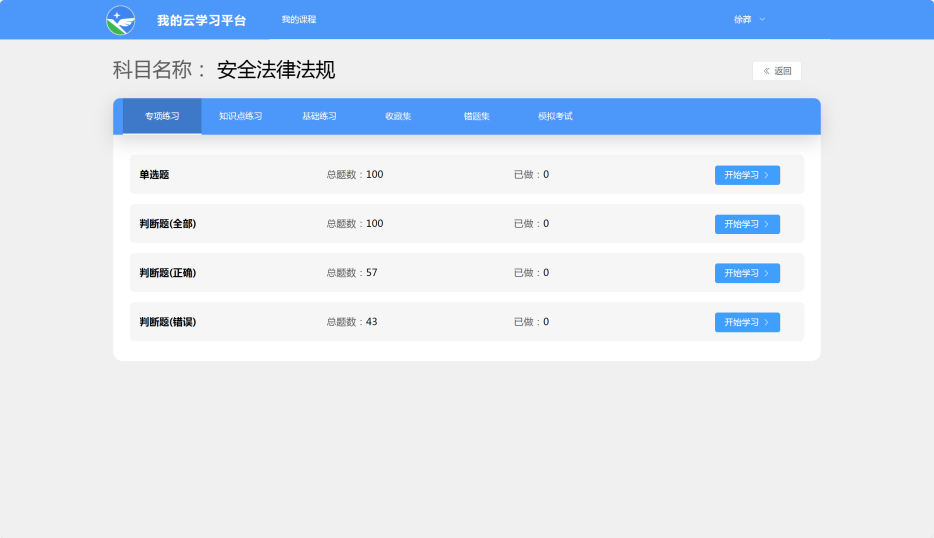 我的云学习平台 我的课程 徐莽
科目名称： 安全法律法规 返回
专项练习 知识点练习 基础练习 收藏集 错题集 模拟考试
单选题 总题数：100 已做：0 开始学习
判断题(全部) 总题数：100 已做：0 开始学习
判断题(正确) 总题数：57 已做：0 开始学习
判断题(错误) 总题数：43 已做：0 开始学习